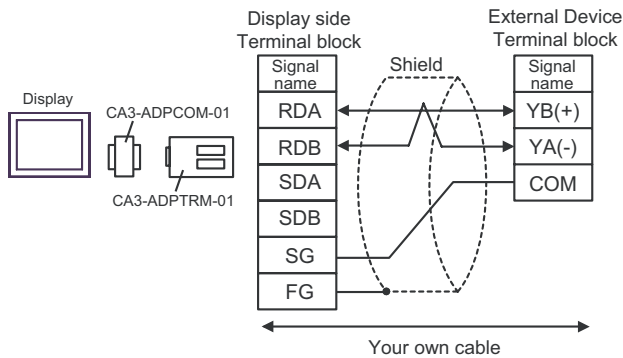 Display
CA3-ADPCOM-01
CA3-ADPTRM-01
Display side
Terminal block
Signal
name
RDA
RDB
SDA
SDB
SG
FG
Shield
External Device
Terminal block
Signal
name
YB(+)
YA(-)
COM
Your own cable